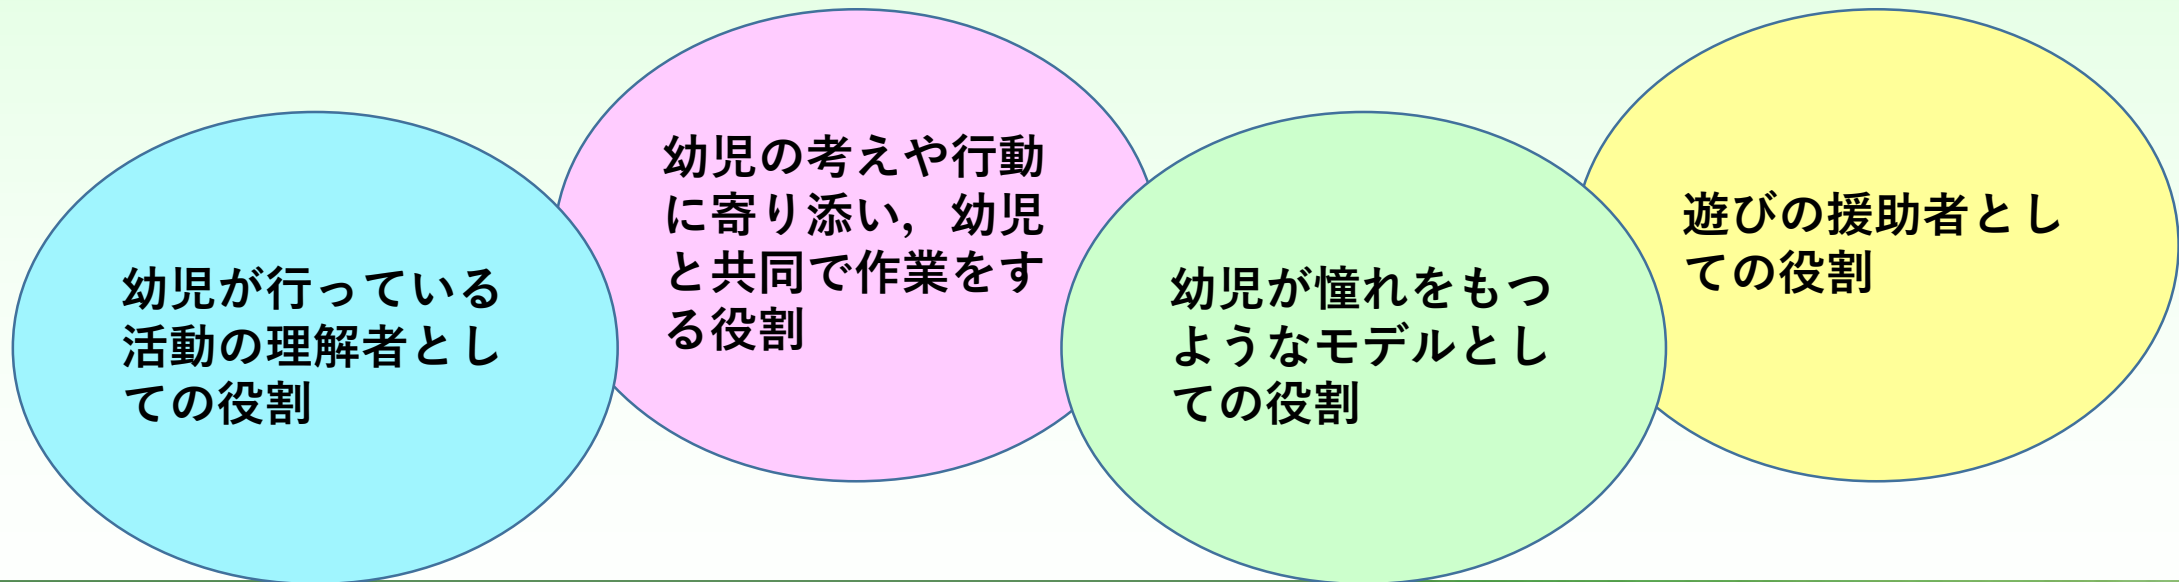 幼児が行っている
活動の理解者とし
ての役割
幼児の考えや行動
に寄り添い，幼児
と共同で作業をす
る役割
幼児が憧れをもつ
ようなモデルとし
ての役割
遊びの援助者とし
ての役割